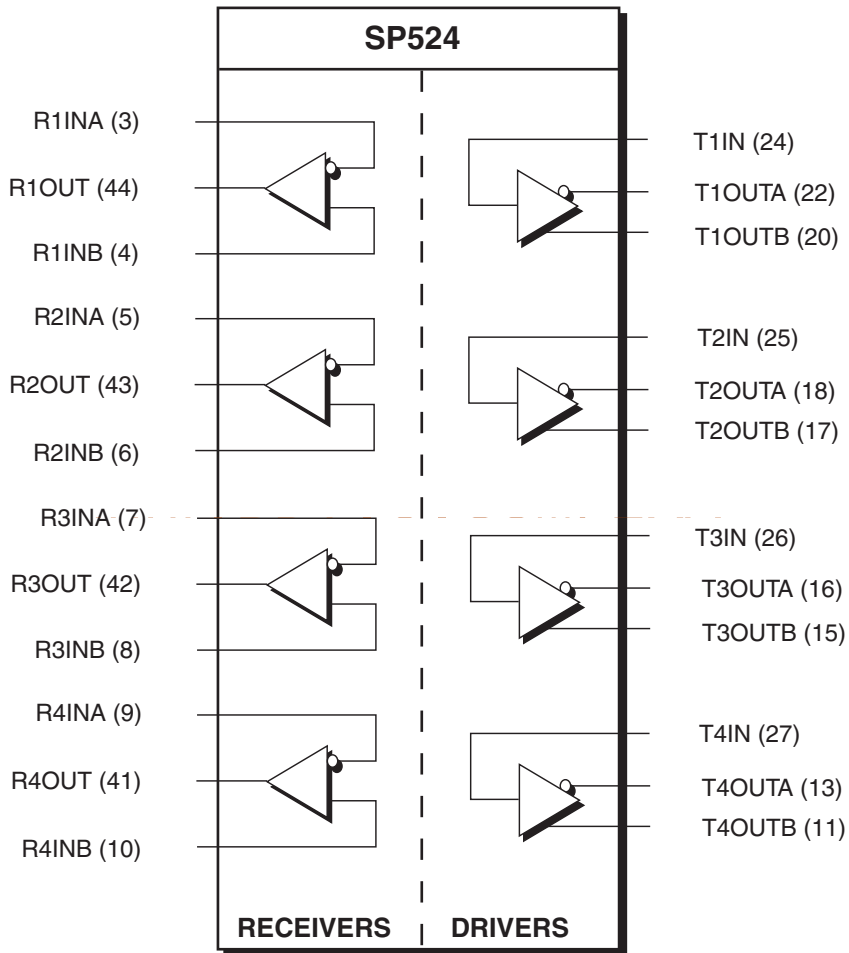 SP524
R1INA (3)
R1OUT (44)
R1INB (4)
R2INA (5)
R2OUT (43)
R2INB (6)
R3INA (7)
R3OUT (42)
R3INB (8)
R4INA (9)
R4OUT (41)
R4INB (10)
T1IN (24)
T1OUTA (22)
T1OUTB (20)
T2IN (25)
T2OUTA (18)
T2OUTB (17)
T3IN (26)
T3OUTA (16)
T3OUTB (15)
T4IN (27)
T4OUTA (13)
T4OUTB (11)
RECEIVERS
DRIVERS